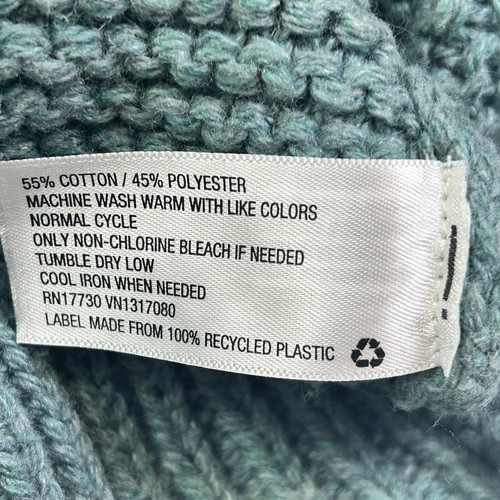 55% COTTON / 45% POLYESTER
MACHINE WASH WARM WITH LIKE COLORS
NORMAL CYCLE
ONLY NON-CHLORINE BLEACH IF NEEDED
TUMBLE DRY LOW
COOL IRON WHEN NEEDED
RN17730 VN1317080
LABEL MADE FROM 100% RECYCLED PLASTIC